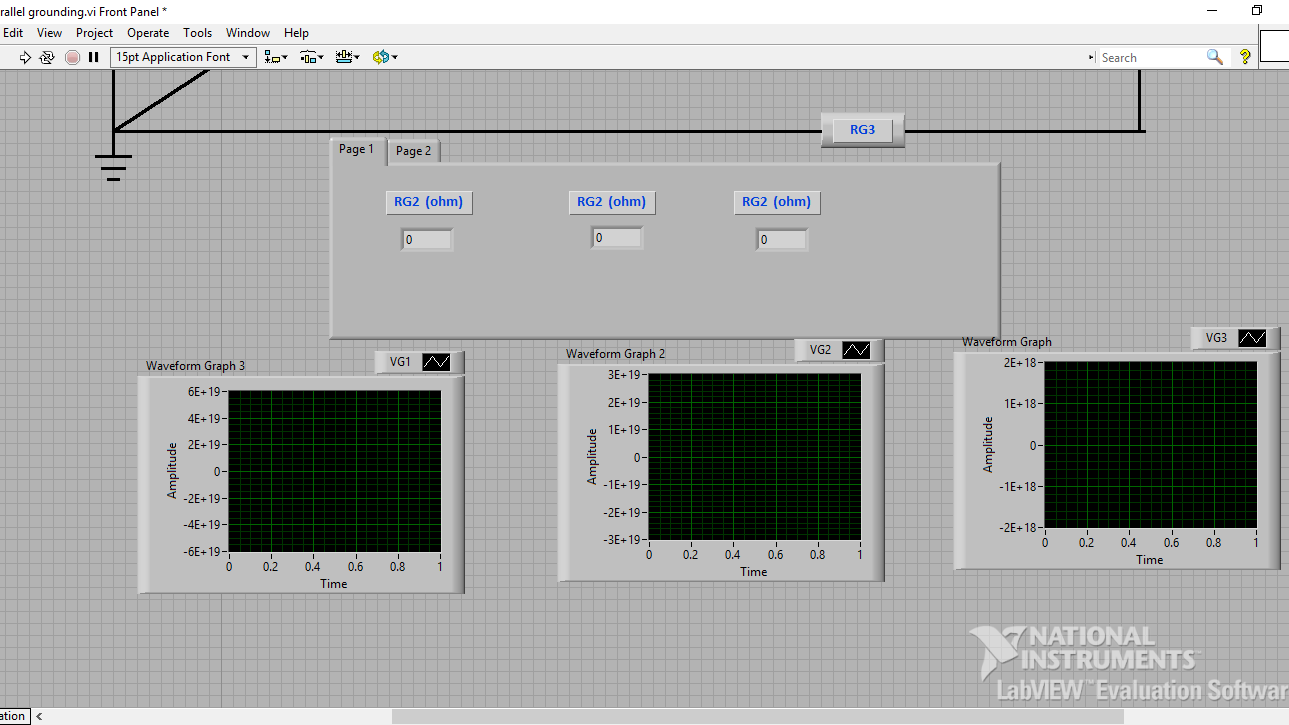 rallel grounding.vi Front Panel *
Edit View Project Operate Tools Window Help
15pt Application Font
Search
RG3
Page 1 Page 2
RG2 (ohm) RG2 (ohm) RG2 (ohm)
0 0 0
Waveform Graph 3 VG1
6E+19
4E+19
2E+19
0
-2E+19
-4E+19
-6E+19
Amplitude
0 0.2 0.4 0.6 0.8 1
Time
Waveform Graph 2 VG2
3E+19
2E+19
1E+19
0
-1E+19
-2E+19
-3E+19
Amplitude
0 0.2 0.4 0.6 0.8 1
Time
Waveform Graph VG3
2E+18
1E+18
0
-1E+18
-2E+18
Amplitude
0 0.2 0.4 0.6 0.8 1
Time
NATIONAL
INSTRUMENTS™
LabVIEW™ Evaluation Softwar
ation